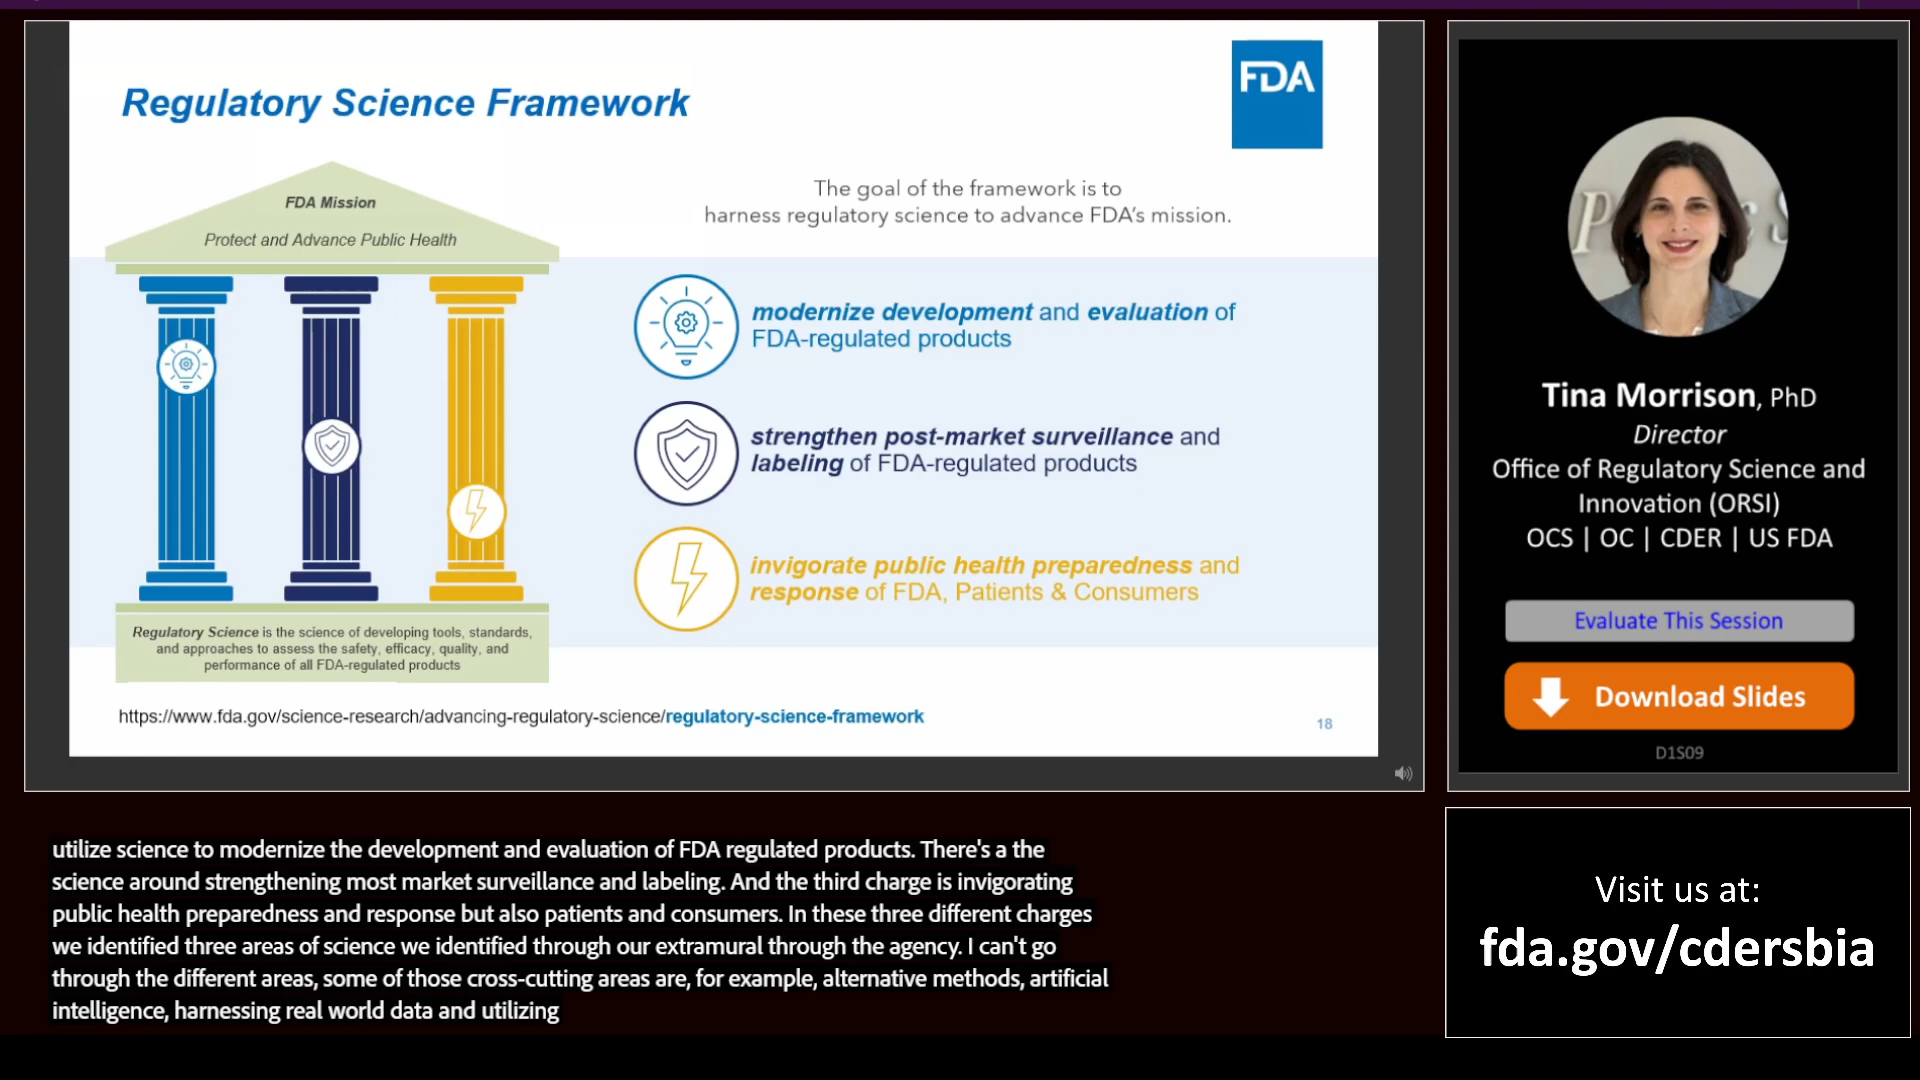 Regulatory Science Framework
FDA
FDA Mission
Protect and Advance Public Health
The goal of the framework is to
harness regulatory science to advance FDA's mission.
modernize development and evaluation of
FDA-regulated products
strengthen post-market surveillance and
labeling of FDA-regulated products
invigorate public health preparedness and
response of FDA, Patients & Consumers
Regulatory Science is the science of developing tools, standards,
and approaches to assess the safety, efficacy, quality, and
performance of all FDA-regulated products
https://www.fda.gov/science-research/advancing-regulatory-science/regulatory-science-framework
18
Tina Morrison, PhD
Director
Office of Regulatory Science and
Innovation (ORSI)
OCS | OC | CDER | US FDA
Evaluate This Session
Download Slides
D1S09
utilize science to modernize the development and evaluation of FDA regulated products. There's a the
science around strengthening most market surveillance and labeling. And the third charge is invigorating
public health preparedness and response but also patients and consumers. In these three different charges
we identified three areas of science we identified through our extramural through the agency. I can't go
through the different areas, some of those cross-cutting areas are, for example, alternative methods, artificial
intelligence, harnessing real world data and utilizing
Visit us at:
fda.gov/cdersbia